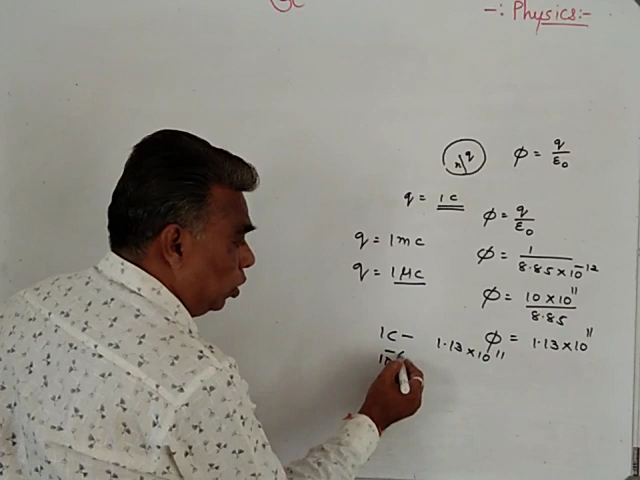 -: Physics:-
q
φ = q/ε₀
q = 1C
φ = q/ε₀
q = 1mc
φ = 1/8.85×10⁻¹²
q = 1μc
φ = 10×10¹¹/8.85
1C - 1.13×10¹¹
φ = 1.13×10¹¹